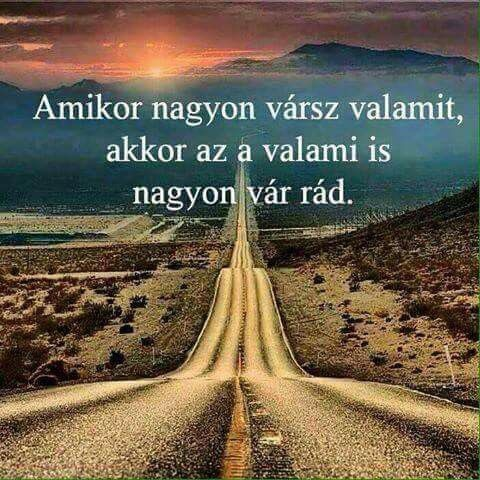 Amikor nagyon vársz valamit,
akkor az a valami is
nagyon vár rád.